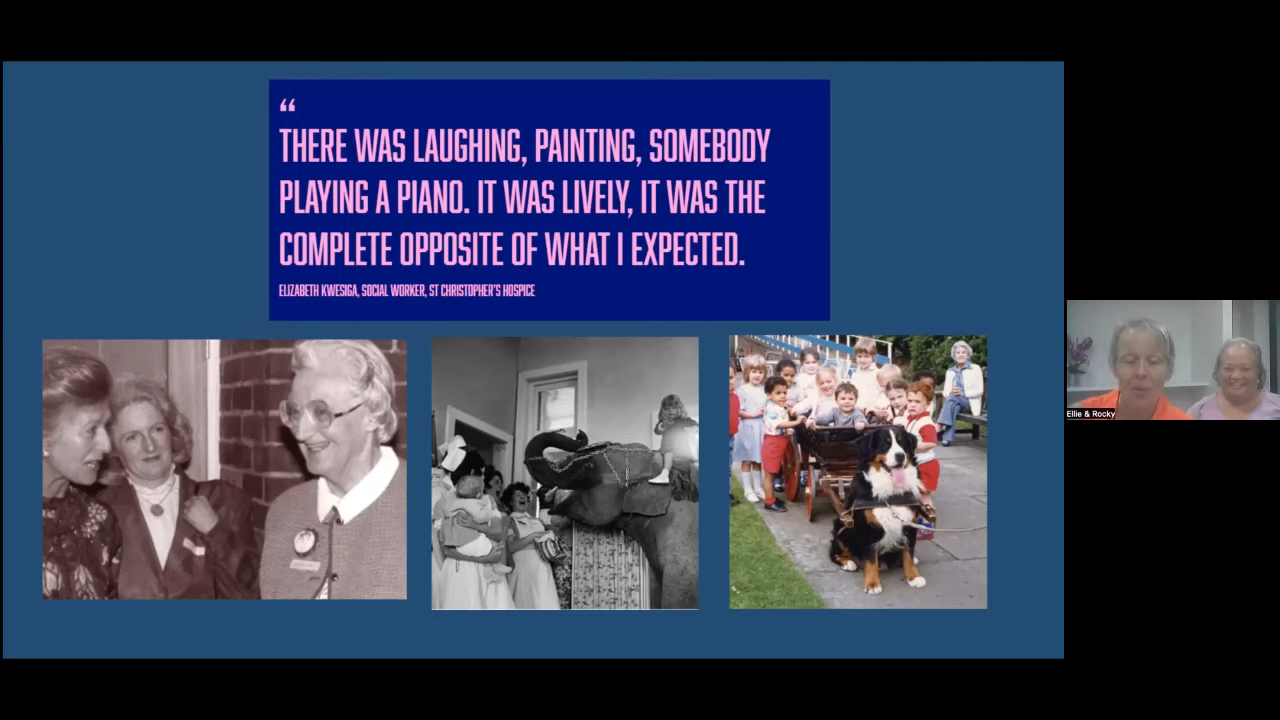 “
THERE WAS LAUGHING, PAINTING, SOMEBODY
PLAYING A PIANO. IT WAS LIVELY, IT WAS THE
COMPLETE OPPOSITE OF WHAT I EXPECTED.
ELIZABETH KWESIGA, SOCIAL WORKER, ST CHRISTOPHER'S HOSPICE
Ellie & Rocky